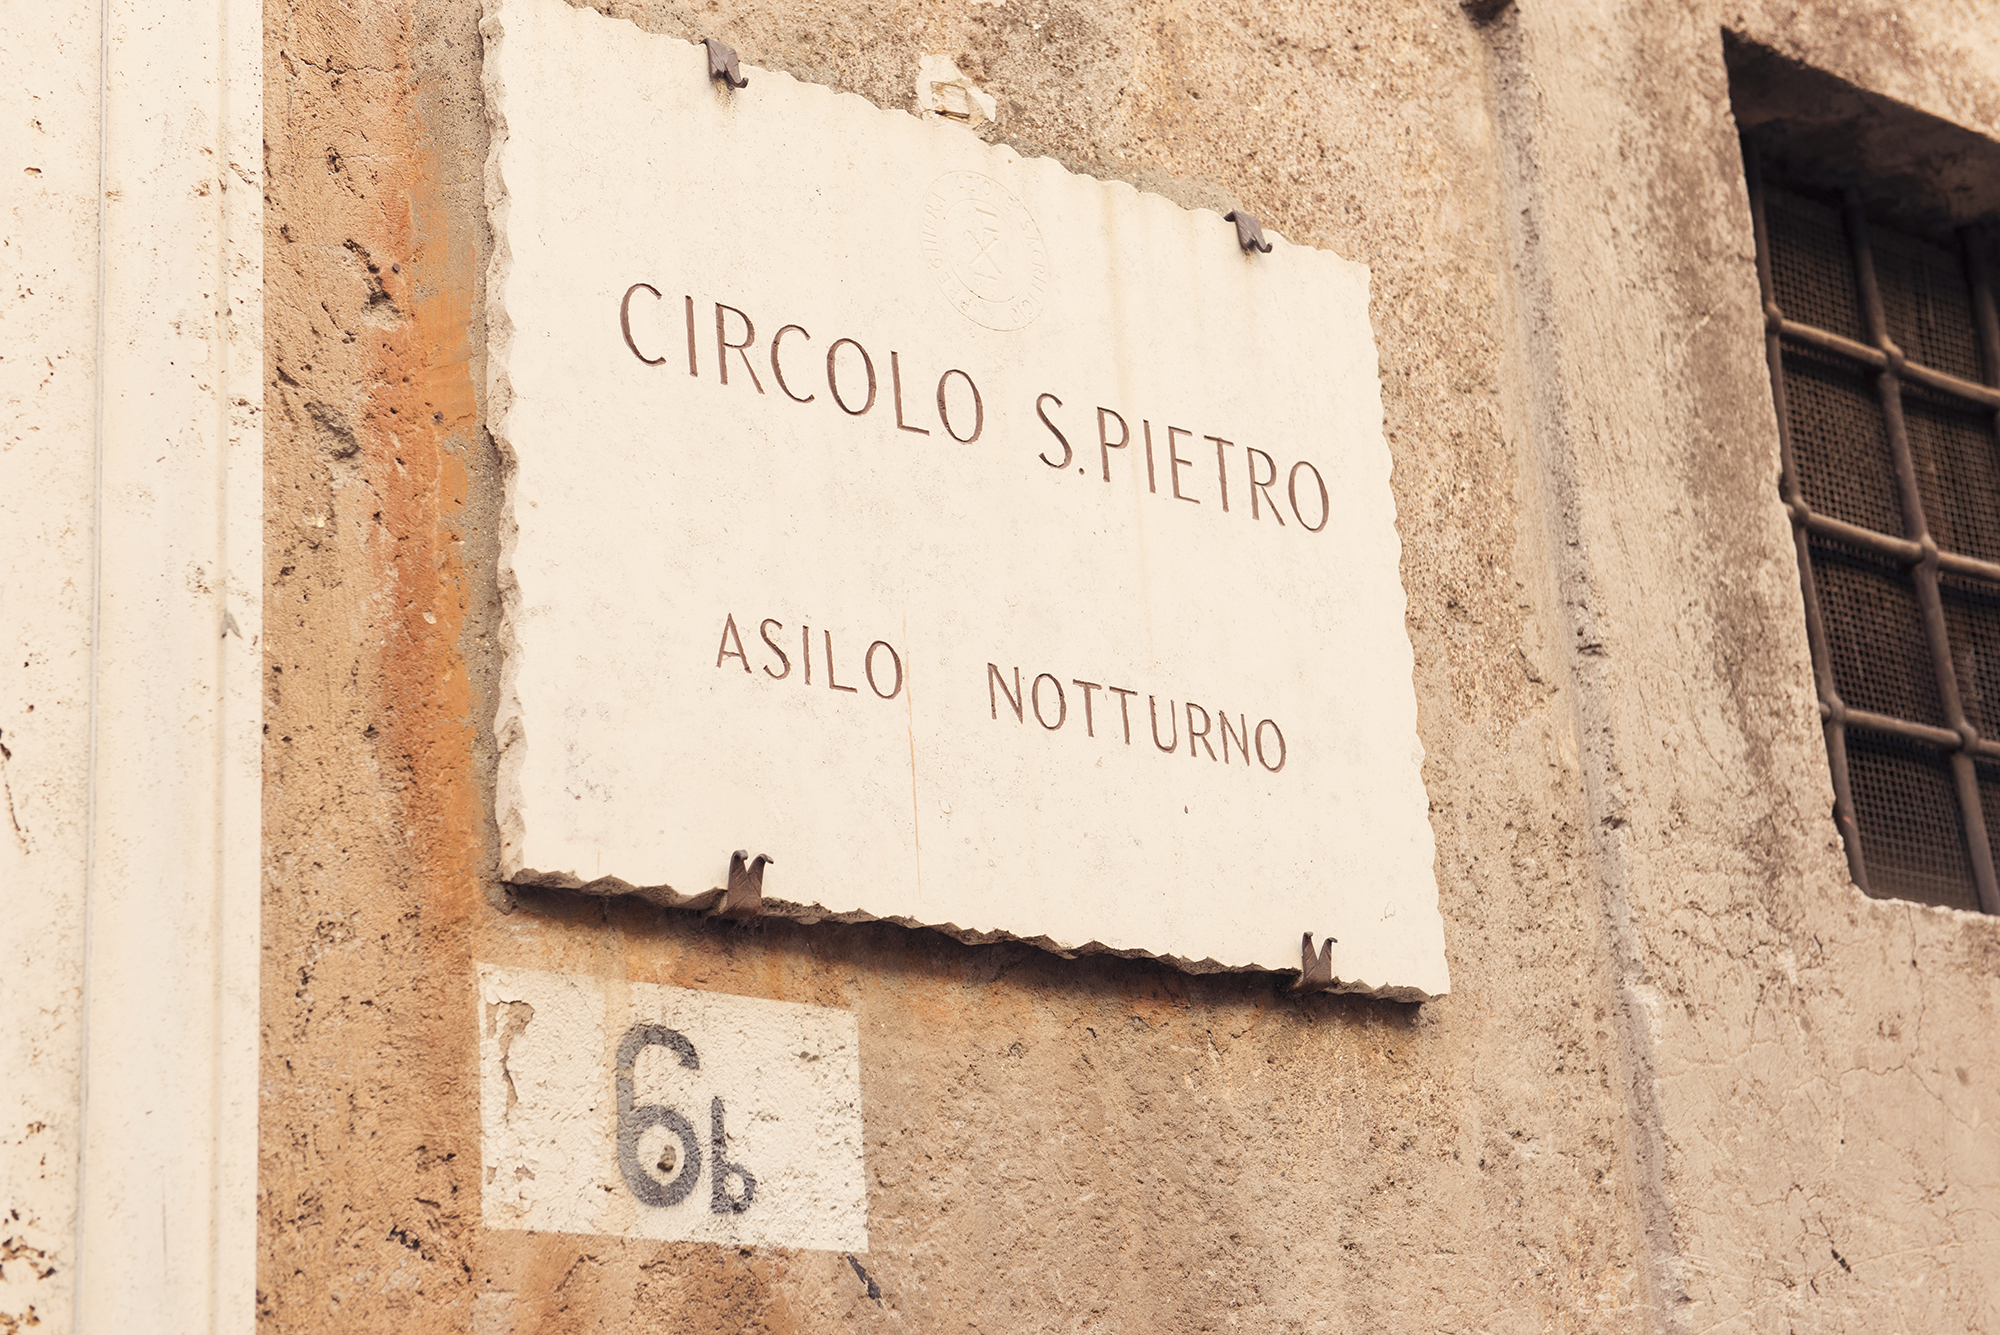 CIRCOLO S.PIETRO
ASILO NOTTURNO
6b